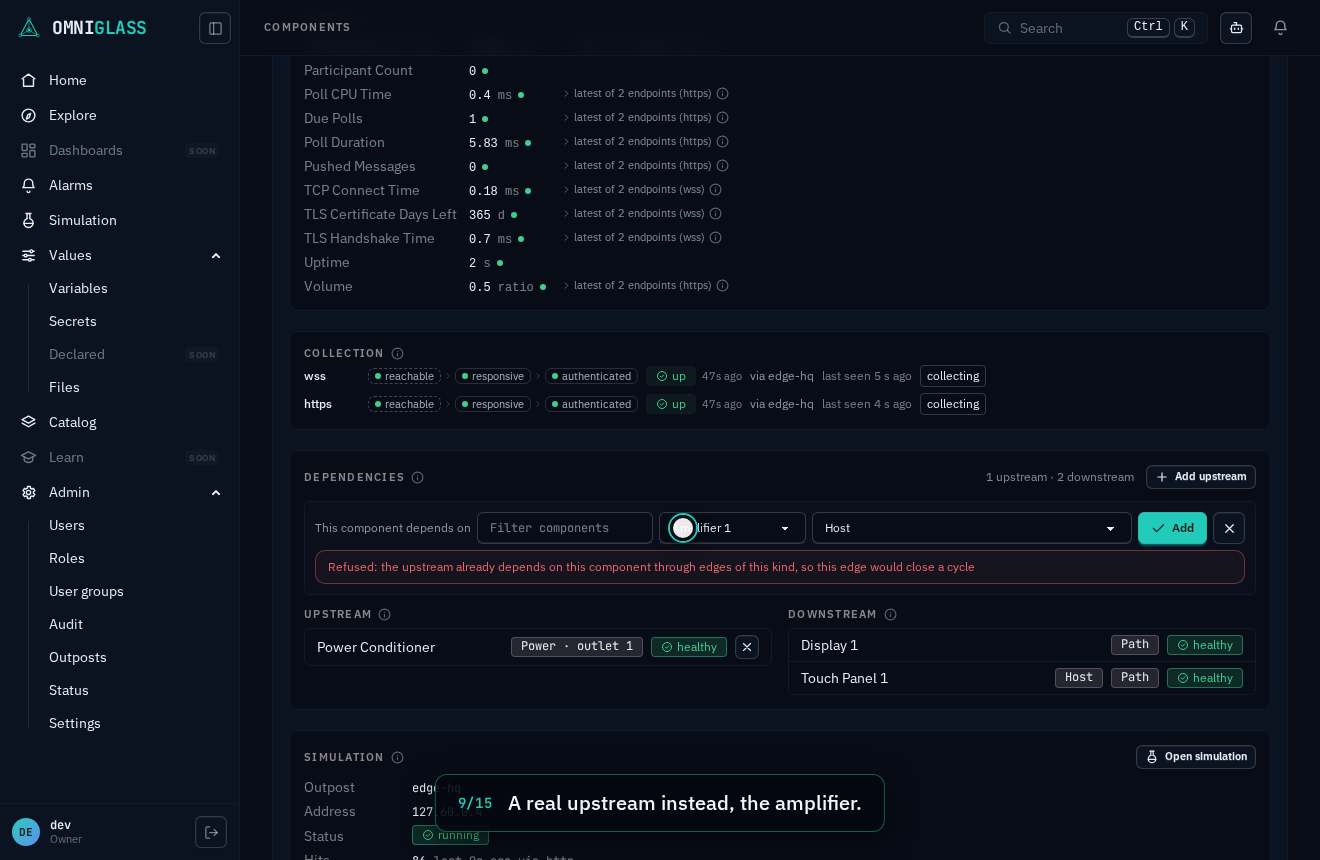 OMNIGLASS
COMPONENTS
Search
Ctrl K
Home
Explore
Dashboards SOON
Alarms
Simulation
Values
Variables
Secrets
Declared SOON
Files
Catalog
Learn SOON
Admin
Users
Roles
User groups
Audit
Outposts
Status
Settings
DE
dev
Owner
Participant Count 0
Poll CPU Time 0.4 ms latest of 2 endpoints (https)
Due Polls 1 latest of 2 endpoints (https)
Poll Duration 5.83 ms latest of 2 endpoints (https)
Pushed Messages 0 latest of 2 endpoints (https)
TCP Connect Time 0.18 ms latest of 2 endpoints (wss)
TLS Certificate Days Left 365 d latest of 2 endpoints (wss)
TLS Handshake Time 0.7 ms latest of 2 endpoints (wss)
Uptime 2 s
Volume 0.5 ratio latest of 2 endpoints (https)
COLLECTION
wss reachable responsive authenticated up 47s ago via edge-hq last seen 5 s ago collecting
https reachable responsive authenticated up 47s ago via edge-hq last seen 4 s ago collecting
DEPENDENCIES 1 upstream · 2 downstream Add upstream
This component depends on Filter components lifier 1 Host Add
Refused: the upstream already depends on this component through edges of this kind, so this edge would close a cycle
UPSTREAM
Power Conditioner Power · outlet 1 healthy
DOWNSTREAM
Display 1 Path healthy
Touch Panel 1 Host Path healthy
SIMULATION Open simulation
Outpost edge-hq
Address
Status running
9/15 A real upstream instead, the amplifier.